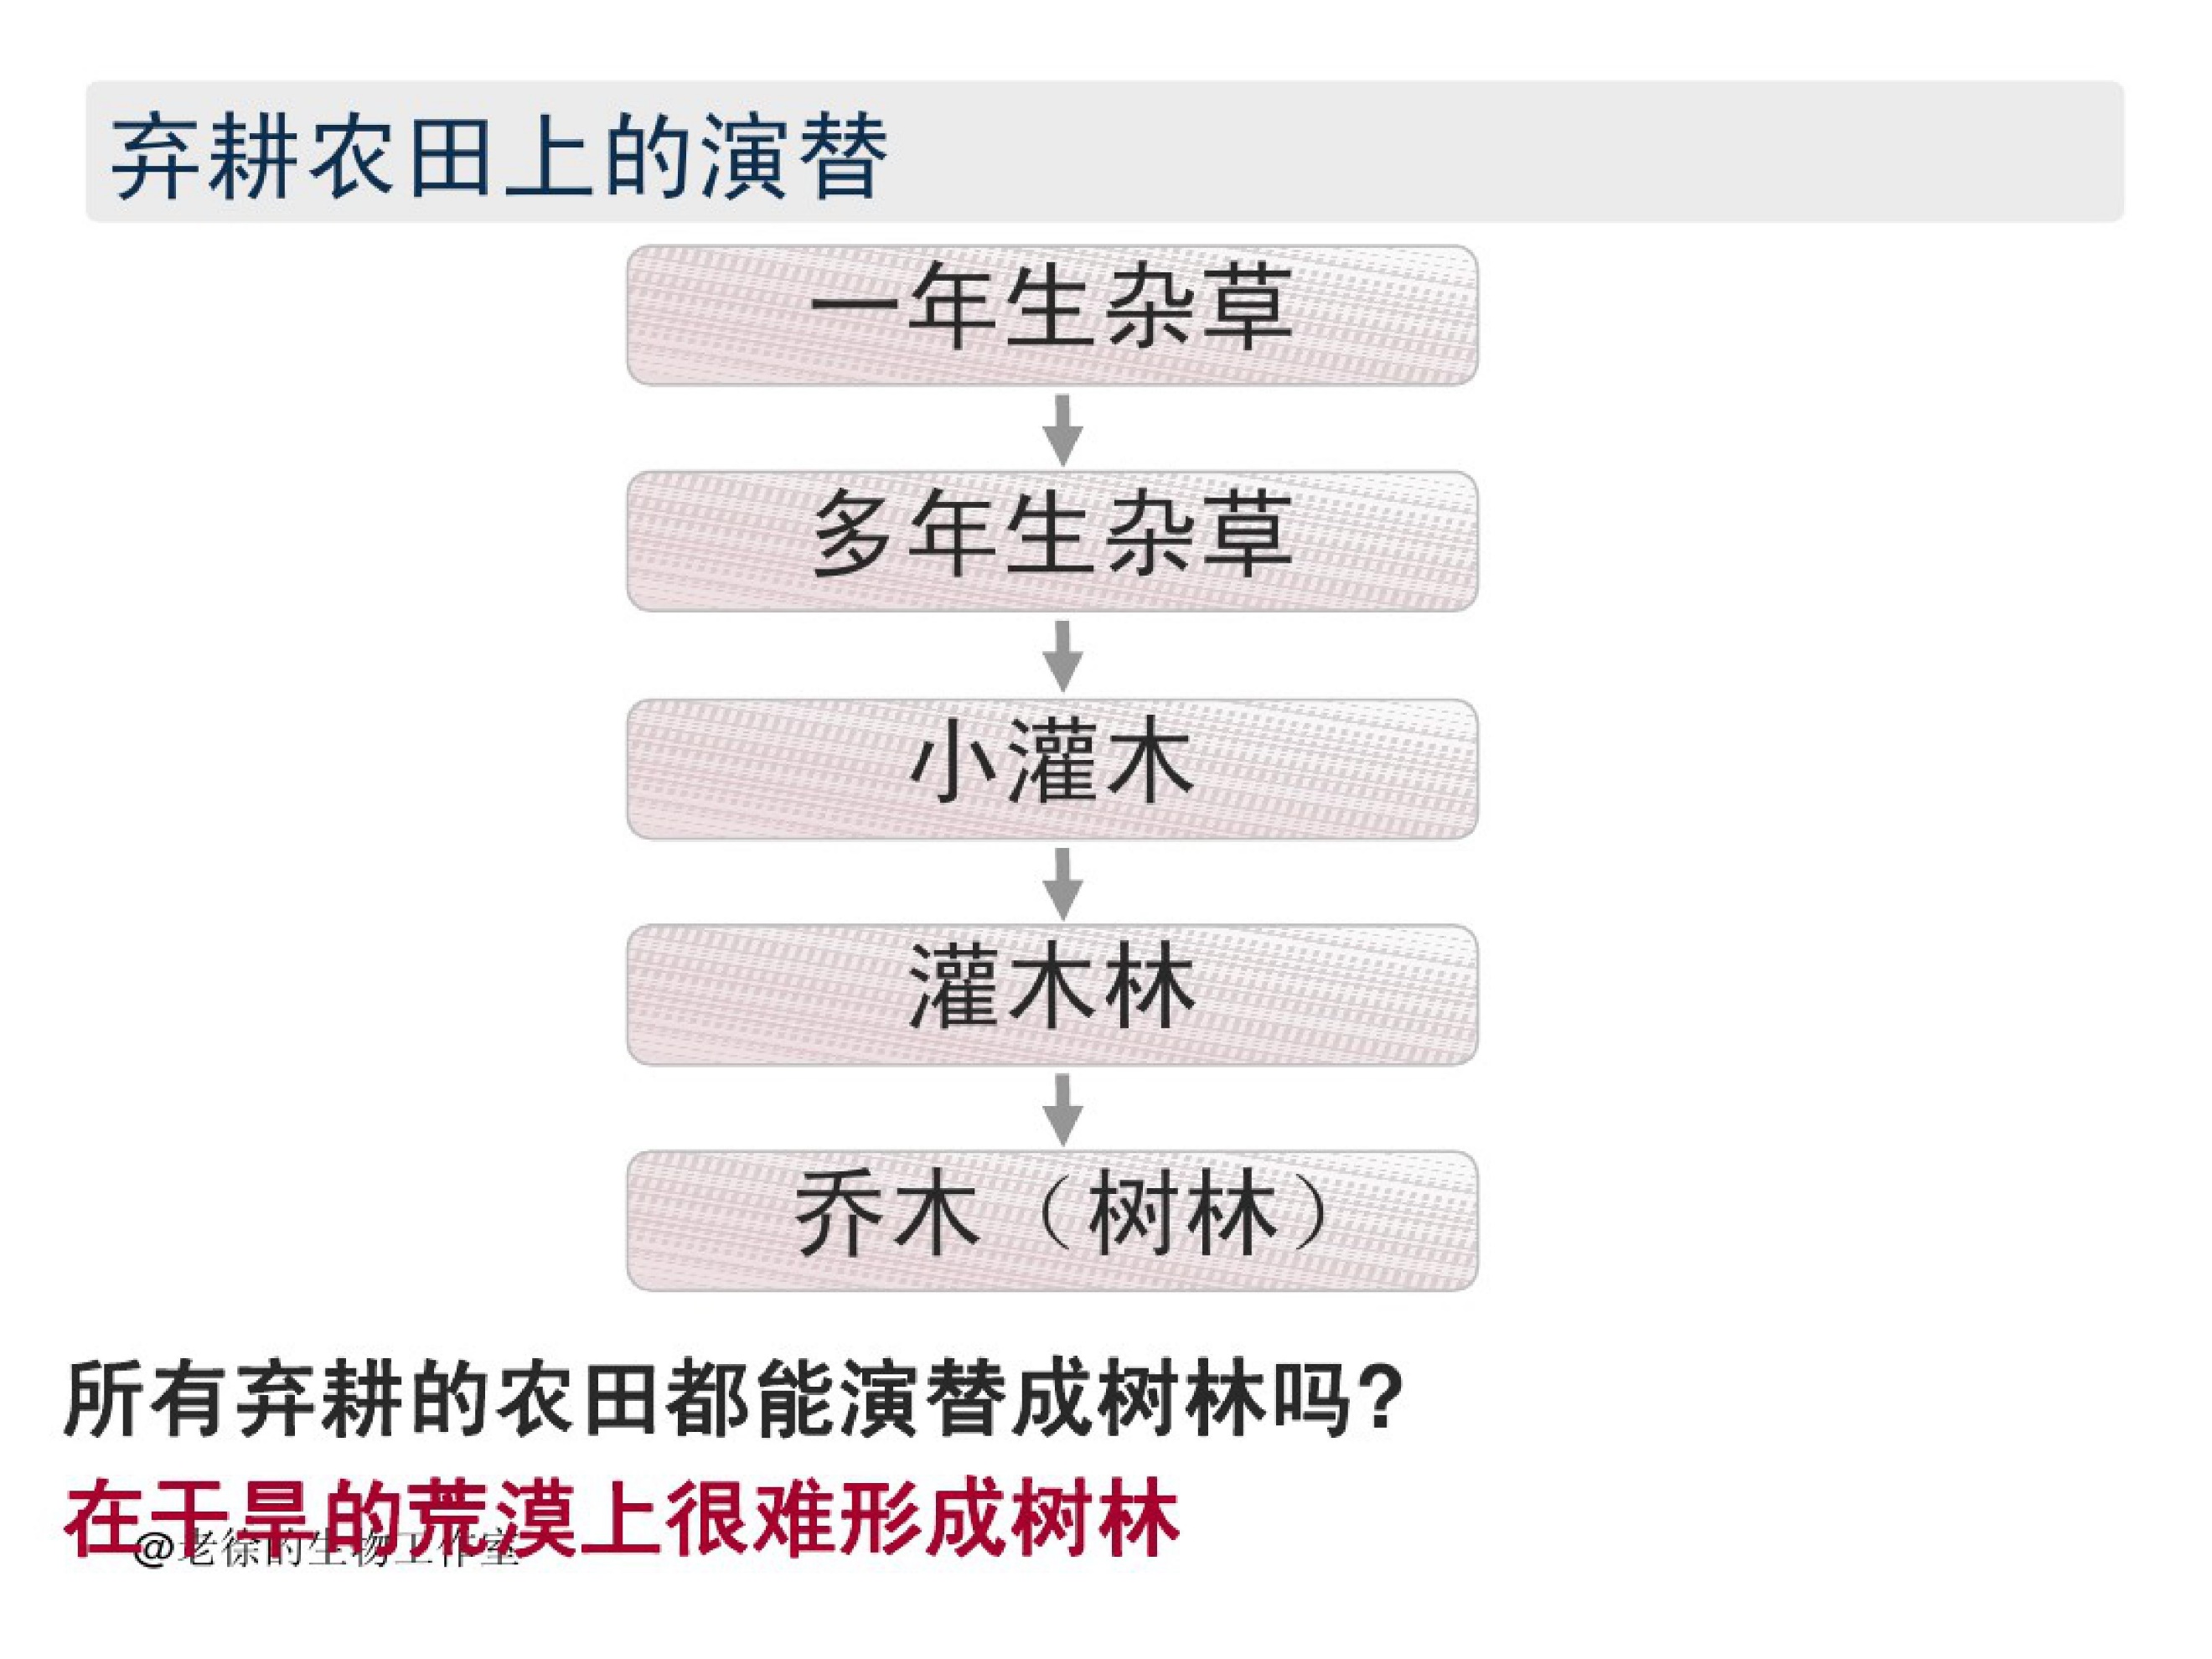 弃耕农田上的演替
一年生杂草
多年生杂草
小灌木
灌木林
乔木（树林）
所有弃耕的农田都能演替成树林吗?
在干旱的荒漠上很难形成树林
@老徐的生物工作室